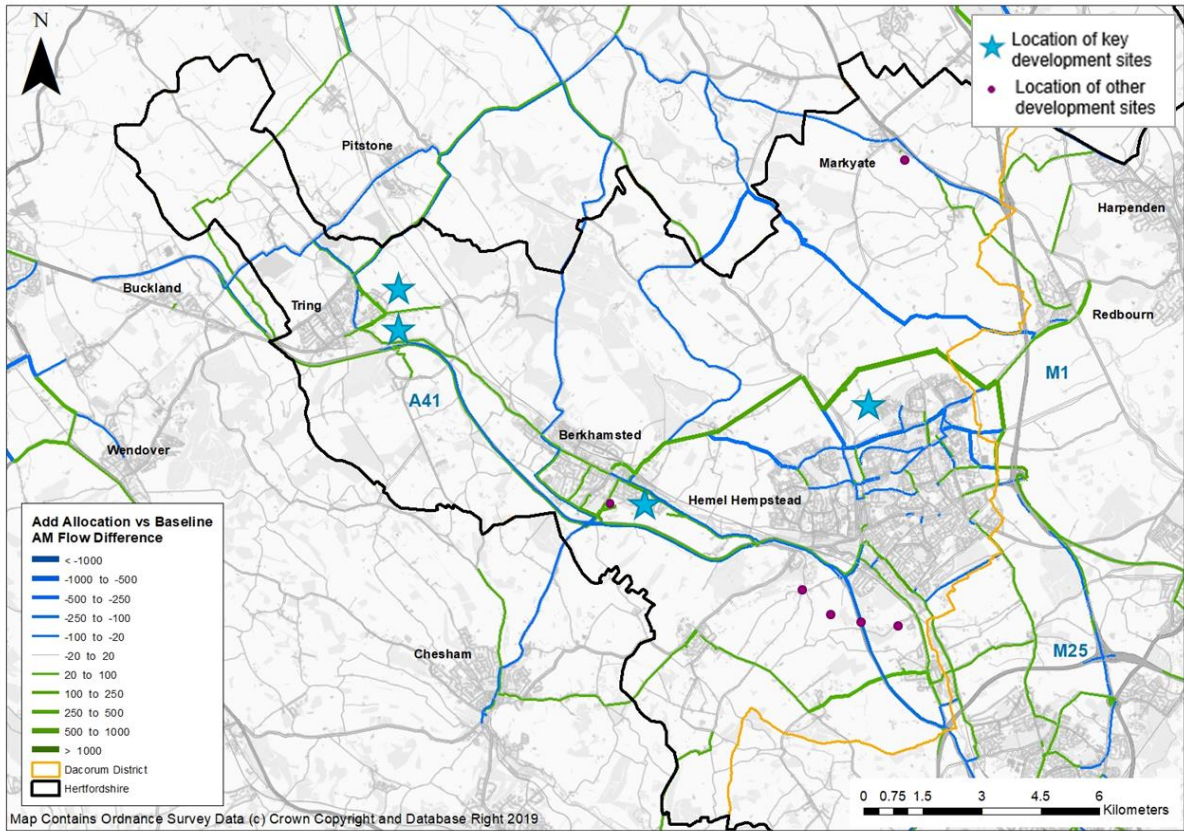 N
Location of key
development sites
Location of other
development sites
Pitstone
Markyate
Harpenden
Buckland
Tring
Redbourn
M1
A41
Berkhamsted
Wendover
Hemel Hempstead
Chesham
M25
Add Allocation vs Baseline
AM Flow Difference
< -1000
-1000 to -500
-500 to -250
-250 to -100
-100 to -20
-20 to 20
20 to 100
100 to 250
250 to 500
500 to 1000
> 1000
Dacorum District
Hertfordshire
0 0.75 1.5 3 4.5 6
Kilometers
Map Contains Ordnance Survey Data (c) Crown Copyright and Database Right 2019